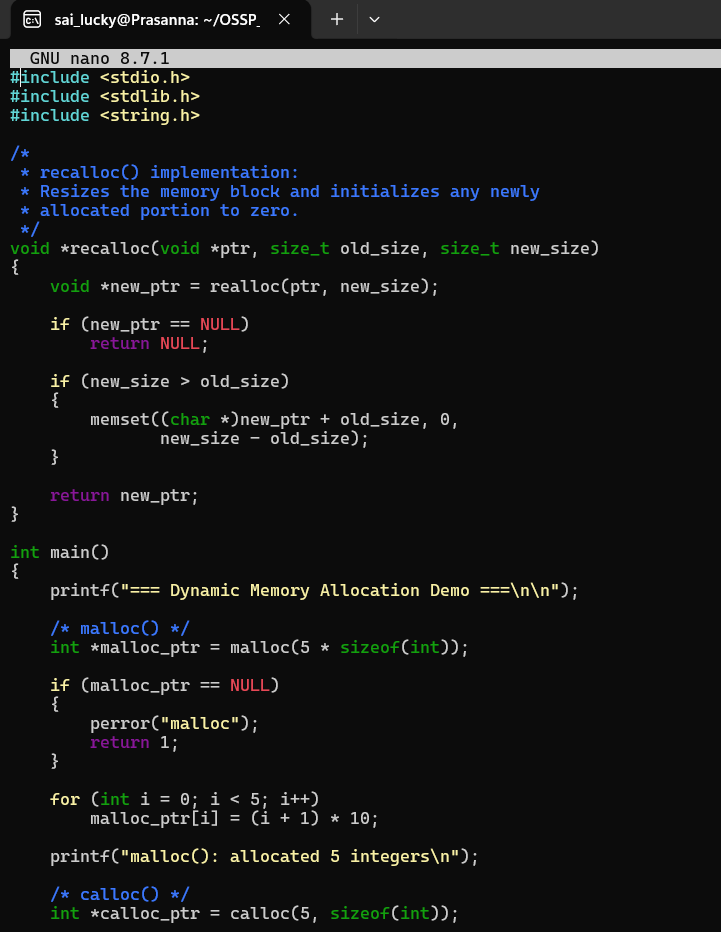 sai_lucky@Prasanna: ~/OSSP_
GNU nano 8.7.1
#include <stdio.h>
#include <stdlib.h>
#include <string.h>

/*
 * recalloc() implementation:
 * Resizes the memory block and initializes any newly
 * allocated portion to zero.
 */
void *recalloc(void *ptr, size_t old_size, size_t new_size)
{
    void *new_ptr = realloc(ptr, new_size);

    if (new_ptr == NULL)
        return NULL;

    if (new_size > old_size)
    {
        memset((char *)new_ptr + old_size, 0,
               new_size - old_size);
    }

    return new_ptr;
}

int main()
{
    printf("=== Dynamic Memory Allocation Demo ===\n\n");

    /* malloc() */
    int *malloc_ptr = malloc(5 * sizeof(int));

    if (malloc_ptr == NULL)
    {
        perror("malloc");
        return 1;
    }

    for (int i = 0; i < 5; i++)
        malloc_ptr[i] = (i + 1) * 10;

    printf("malloc(): allocated 5 integers\n");

    /* calloc() */
    int *calloc_ptr = calloc(5, sizeof(int));